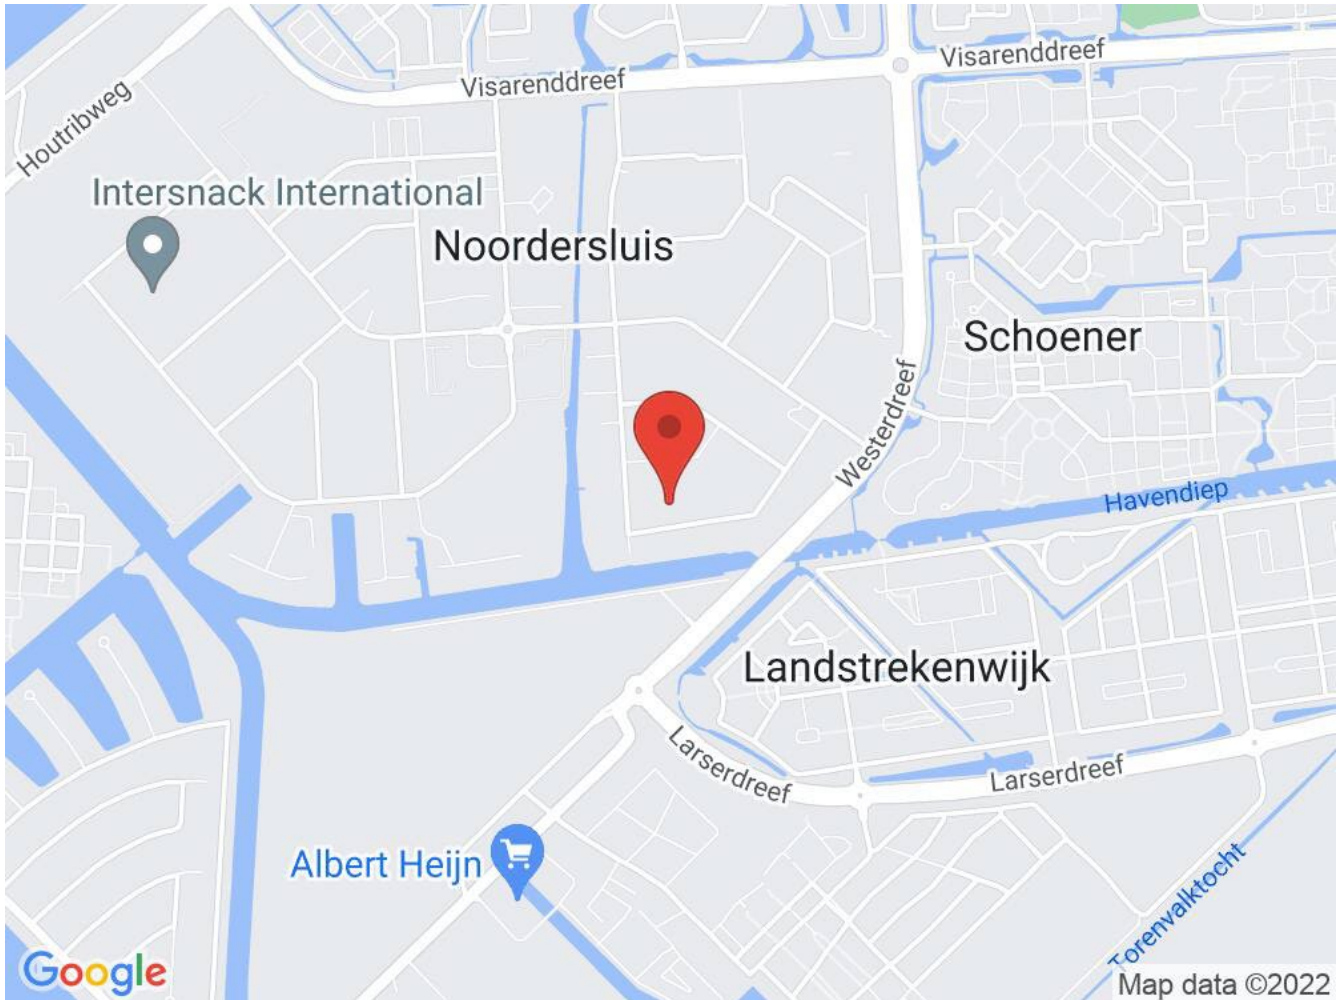 Visarenddreef
Visarenddreef
Houtribweg
Intersnack International
Noordersluis
Schoener
Westerdreef
Havendiep
Landstrekenwijk
Larserdreef
Larserdreef
Albert Heijn
Torenvalktocht
Google
Map data ©2022